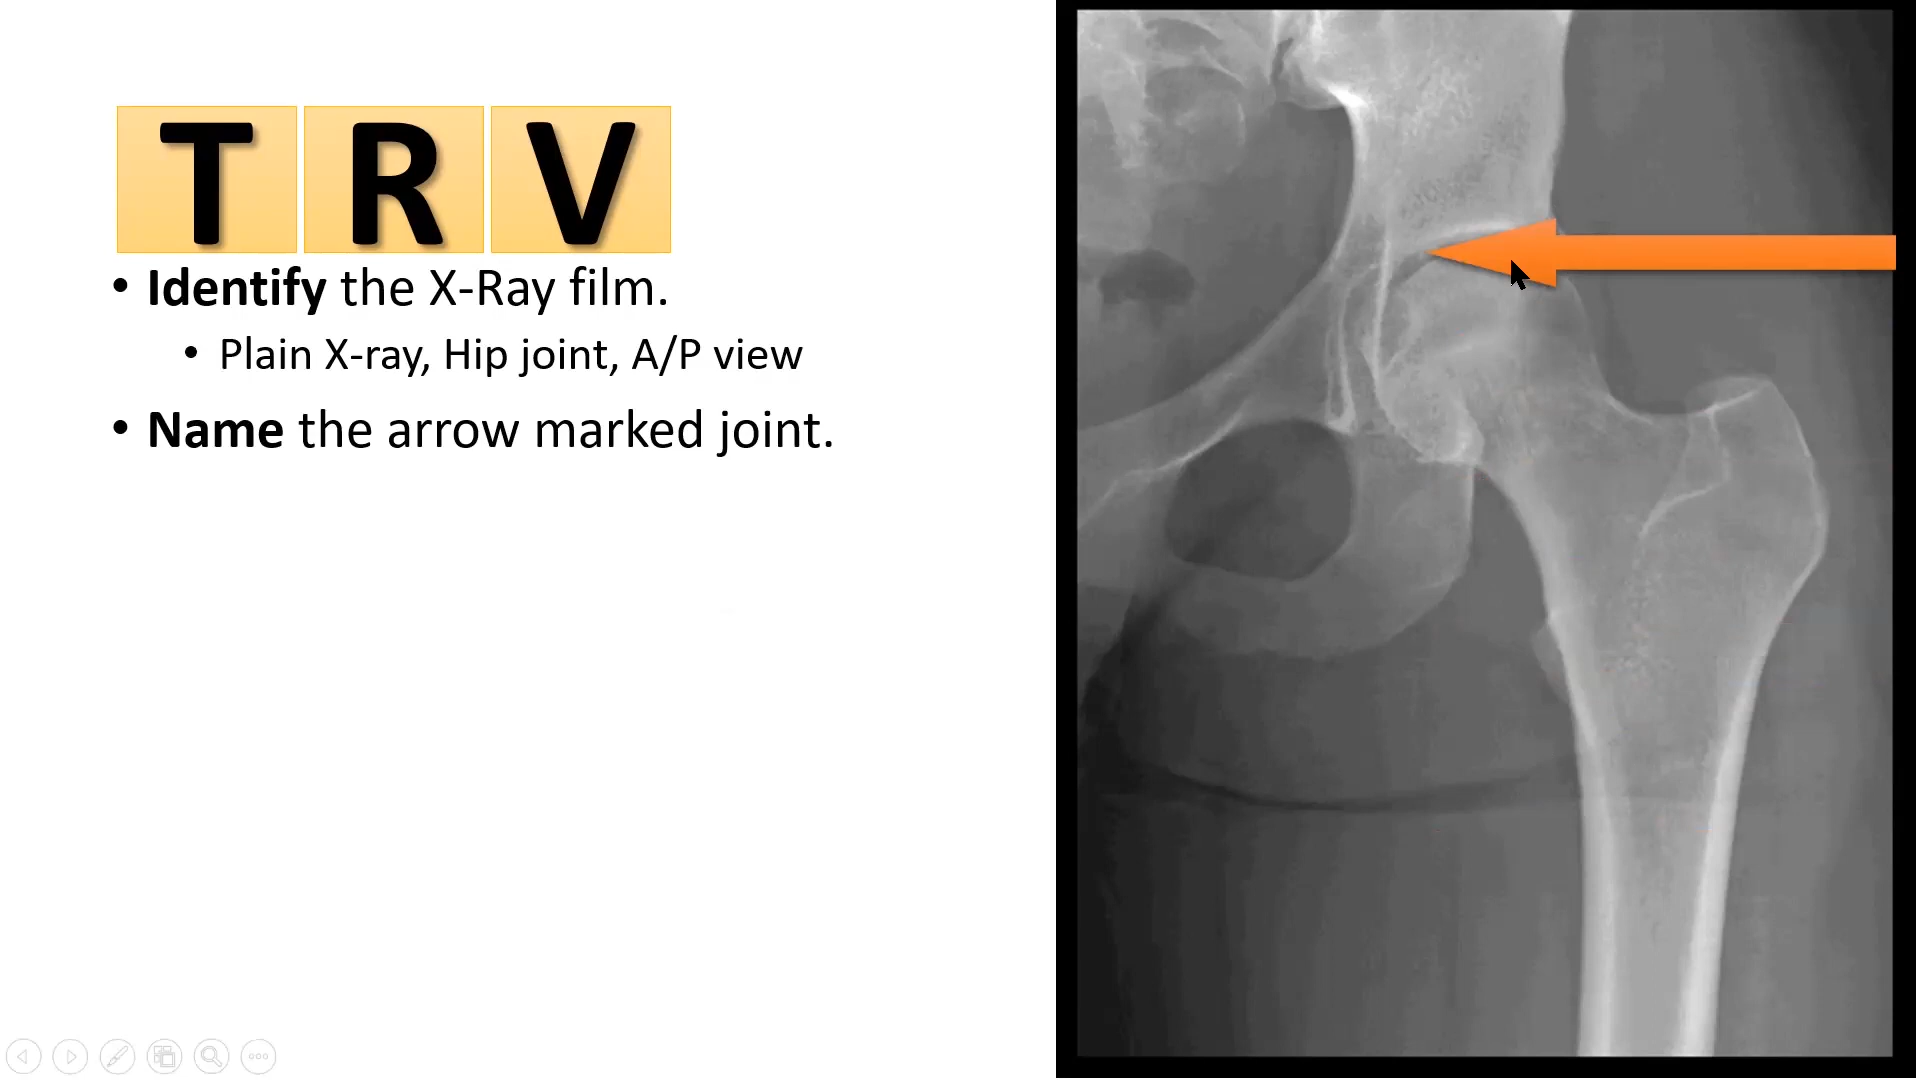 T R V
• Identify the X-Ray film.
• Plain X-ray, Hip joint, A/P view
• Name the arrow marked joint.